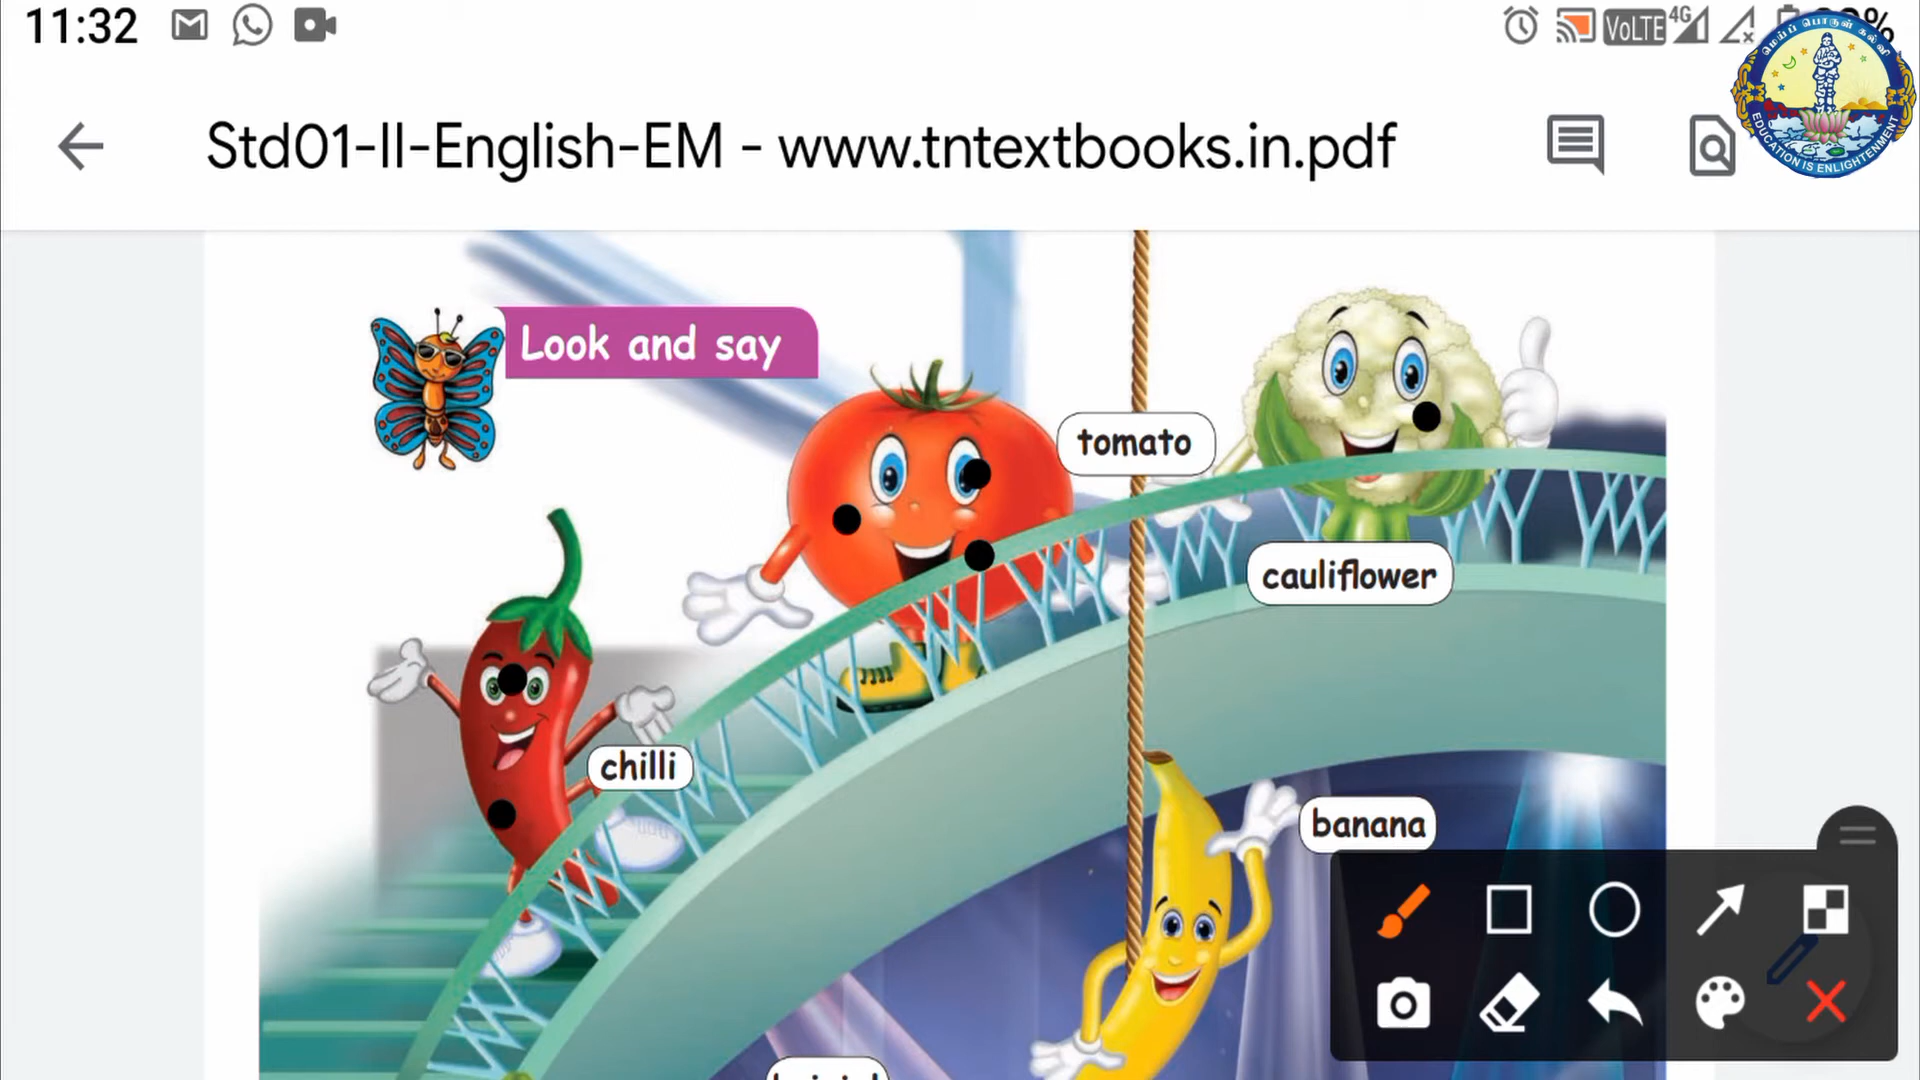 11:32
VoLTE 4G
%
மெய்ப் பொருள் கல்வி
EDUCATION IS ENLIGHTENMENT
Std01-II-English-EM - www.tntextbooks.in.pdf
Look and say
tomato
cauliflower
chilli
banana